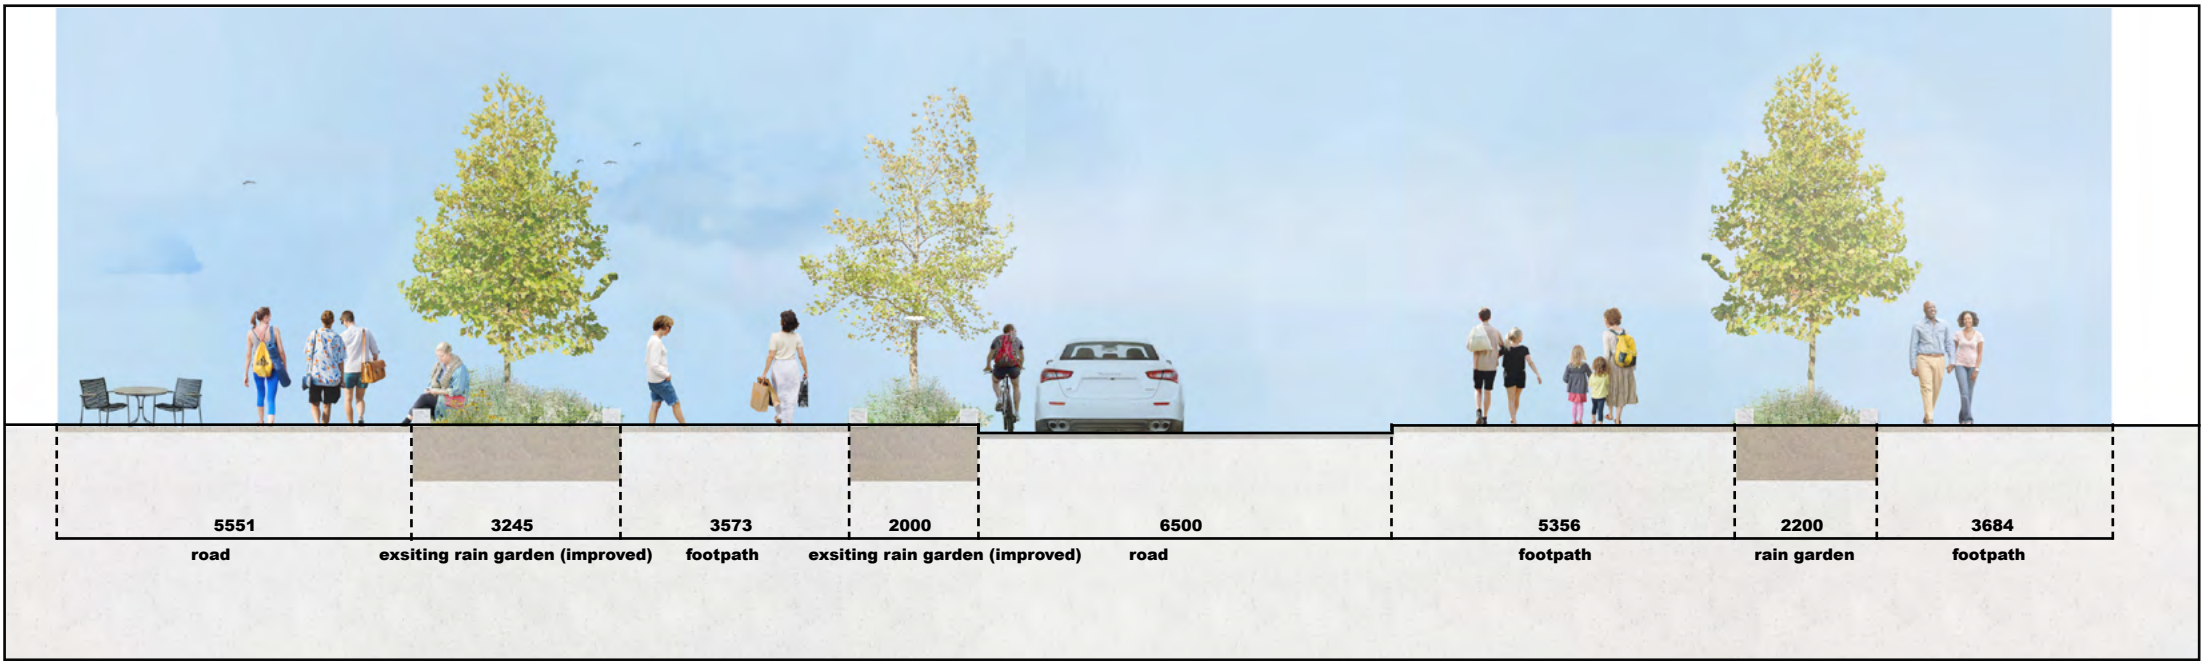 5551 3245 3573 2000 6500 5356 2200 3684
road exsiting rain garden (improved) footpath exsiting rain garden (improved) road footpath rain garden footpath